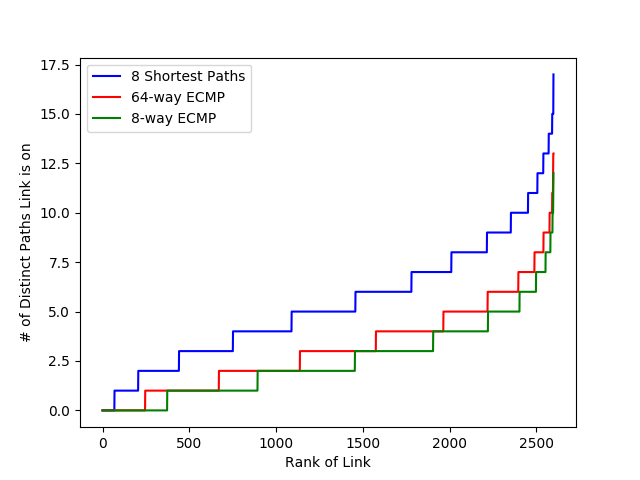 17.5
15.0
12.5
10.0
7.5
5.0
2.5
0.0
# of Distinct Paths Link is on
8 Shortest Paths
64-way ECMP
8-way ECMP
0 500 1000 1500 2000 2500
Rank of Link